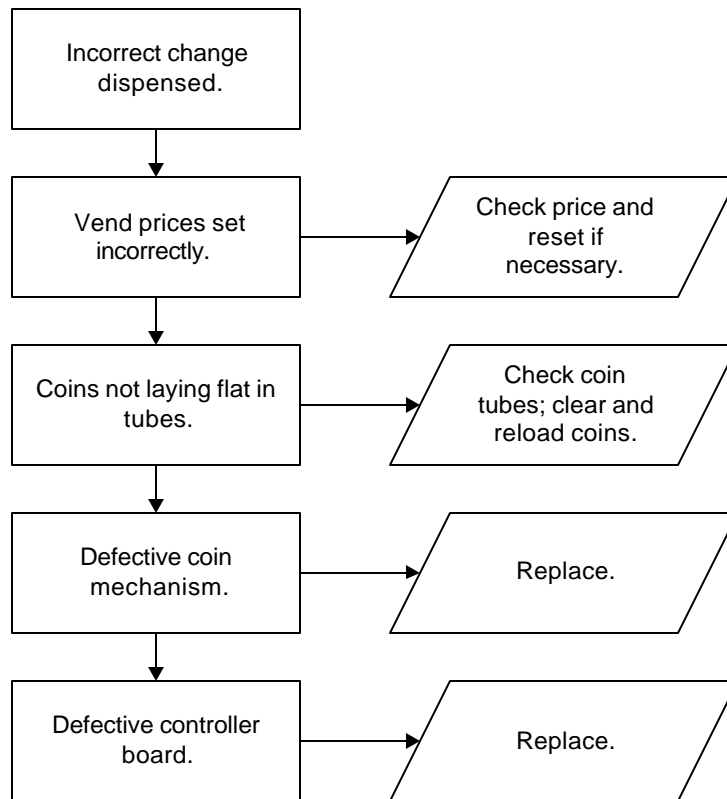 Incorrect change
dispensed.
Vend prices set
incorrectly.
Check price and
reset if
necessary.
Coins not laying flat in
tubes.
Check coin
tubes; clear and
reload coins.
Defective coin
mechanism.
Replace.
Defective controller
board.
Replace.